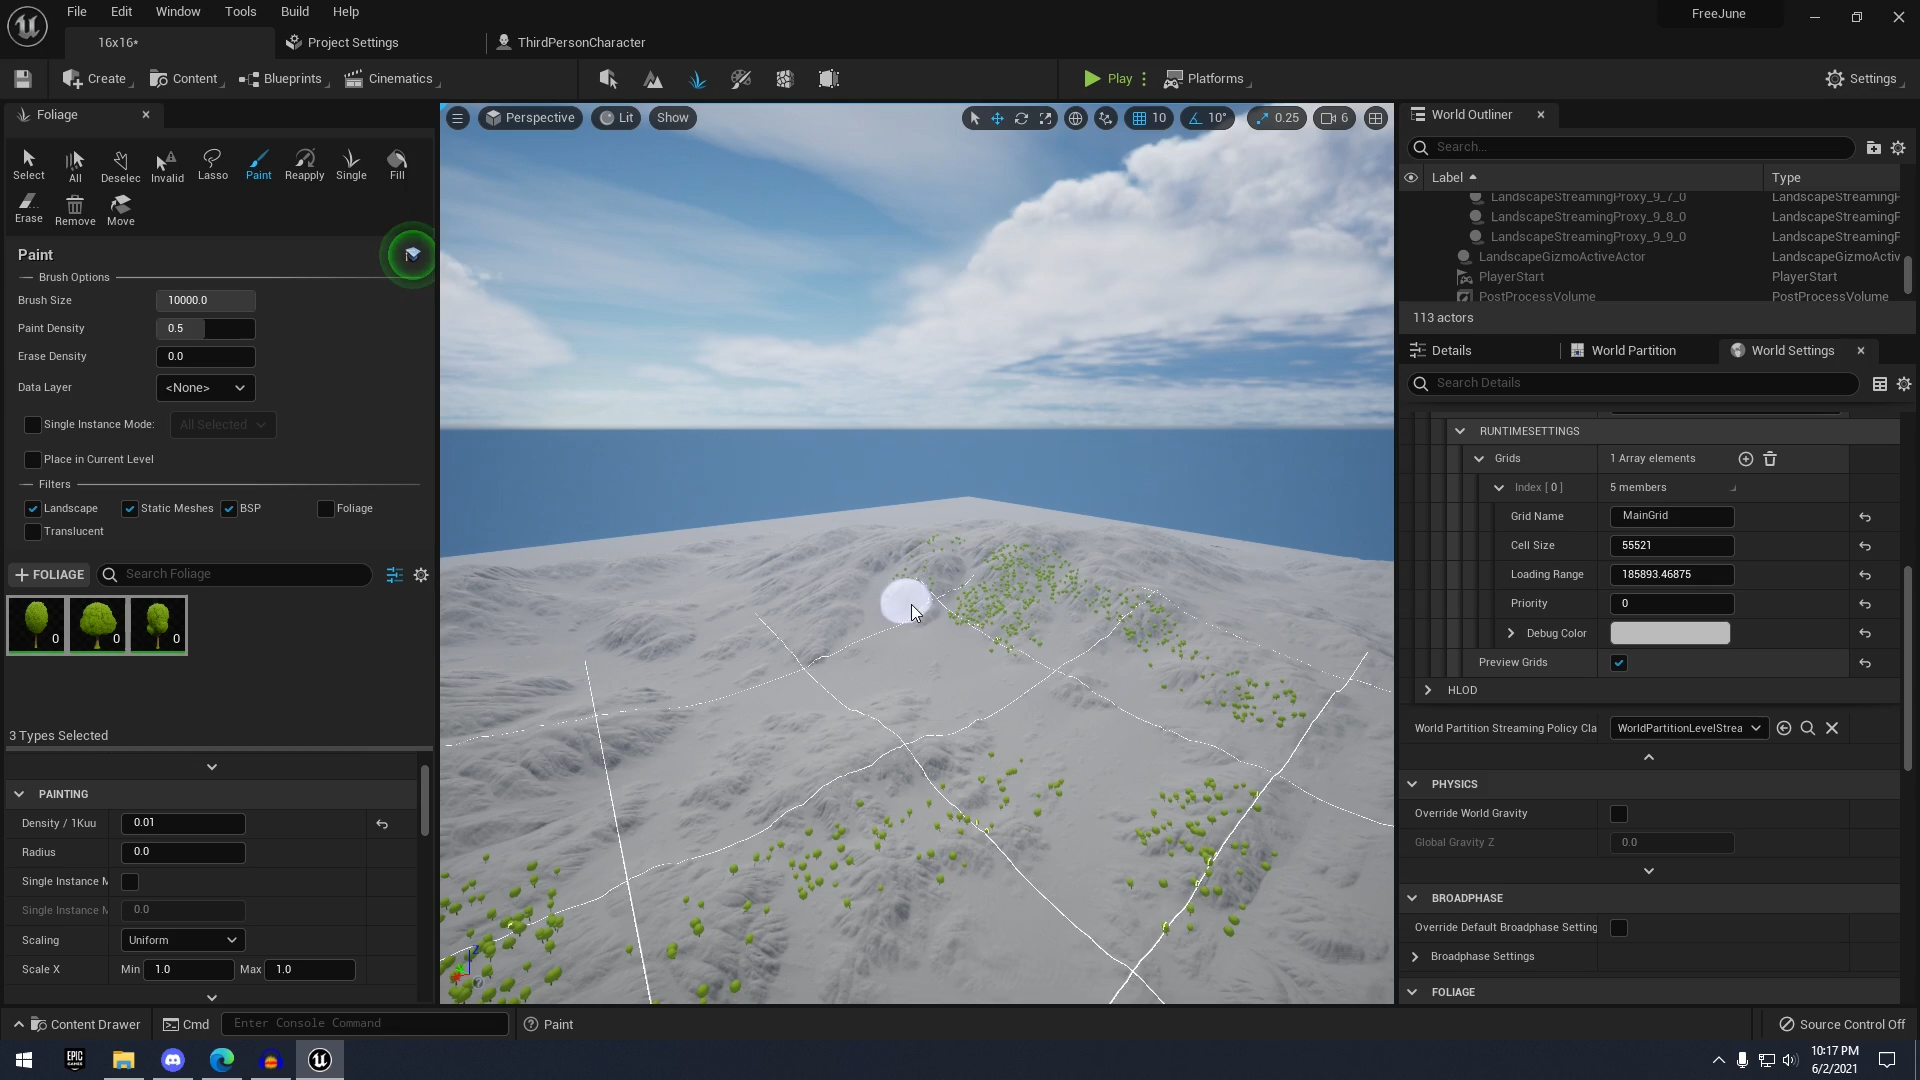 File Edit Window Tools Build Help
FreeJune
16x16*
Project Settings
ThirdPersonCharacter
Create
Content
Blueprints
Cinematics
Play
Platforms
Settings
Foliage
Select
All
Deselec
Invalid
Lasso
Paint
Reapply
Single
Fill
Erase
Remove
Move
Paint
Brush Options
Brush Size 10000.0
Paint Density 0.5
Erase Density 0.0
Data Layer <None>
Single Instance Mode: All Selected
Place in Current Level
Filters
Landscape Static Meshes BSP Foliage
Translucent
+ FOLIAGE Search Foliage
0 0 0
3 Types Selected
PAINTING
Density / 1Kuu 0.01
Radius 0.0
Single Instance M
Single Instance M 0.0
Scaling Uniform
Scale X Min 1.0 Max 1.0
Perspective Lit Show
10 10° 0.25 6
World Outliner
Search...
Label Type
LandscapeStreamingProxy_9_7_0 LandscapeStreamingP
LandscapeStreamingProxy_9_8_0 LandscapeStreamingP
LandscapeStreamingProxy_9_9_0 LandscapeStreamingP
LandscapeGizmoActiveActor LandscapeGizmoActiv
PlayerStart PlayerStart
PostProcessVolume PostProcessVolume
113 actors
Details
World Partition
World Settings
Search Details
RUNTIMESETTINGS
Grids 1 Array elements
Index [ 0 ] 5 members
Grid Name MainGrid
Cell Size 55521
Loading Range 185893.46875
Priority 0
Debug Color
Preview Grids
HLOD
World Partition Streaming Policy Cla WorldPartitionLevelStrea
PHYSICS
Override World Gravity
Global Gravity Z 0.0
BROADPHASE
Override Default Broadphase Setting
Broadphase Settings
FOLIAGE
Content Drawer
Cmd
Enter Console Command
Paint
Source Control Off
EPIC GAMES
10:17 PM
6/2/2021